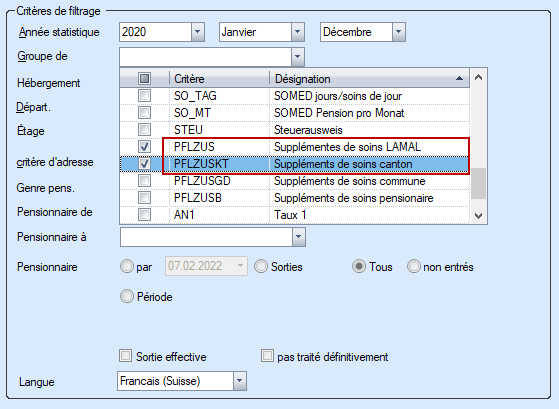 Critères de filtrage
Année statistique 2020 Janvier Décembre
Groupe de
Hébergement Critère Désignation
SO_TAG SOMED jours/soins de jour
Départ. SO_MT SOMED Pension pro Monat
Étage STEU Steuerausweis
PFLZUS Supplémentes de soins LAMAL
critère d'adresse PFLZUSKT Suppléments de soins canton
Genre pens. PFLZUSGD Suppléments de soins commune
PFLZUSB Suppléments de soins pensionaire
Pensionnaire de AN1 Taux 1
Pensionnaire à
Pensionnaire par 07.02.2022 Sorties Tous non entrés
Période
Sortie effective pas traité définitivement
Langue Francais (Suisse)